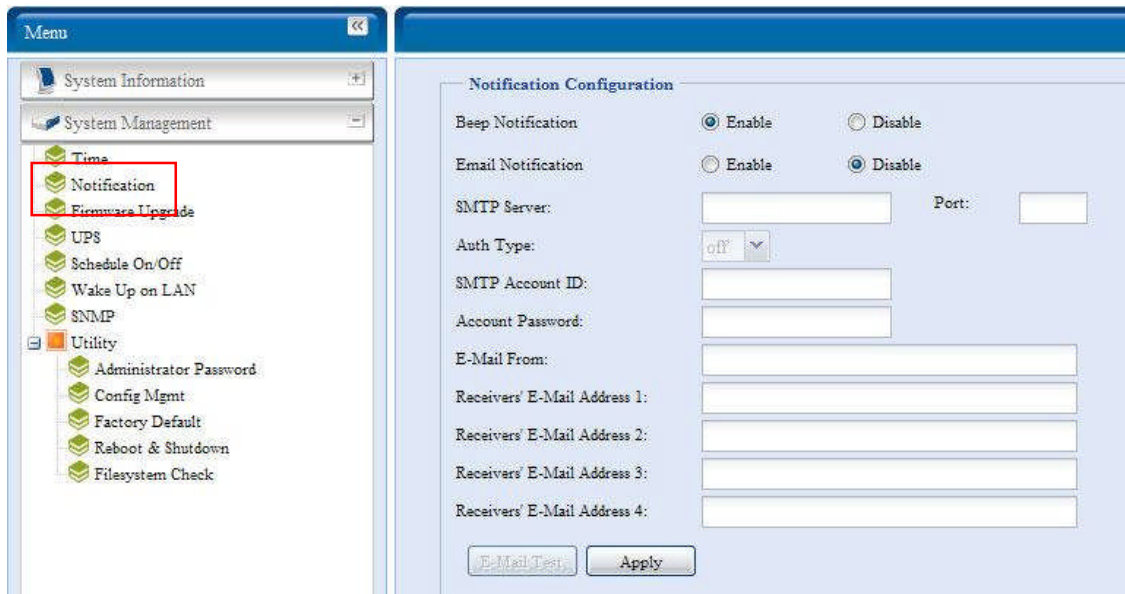 Menu
System Information
System Management
Time
Notification
Firmware Upgrade
UPS
Schedule On/Off
Wake Up on LAN
SNMP
Utility
Administrator Password
Config Mgmt
Factory Default
Reboot & Shutdown
Filesystem Check
Notification Configuration
Beep Notification Enable Disable
Email Notification Enable Disable
SMTP Server: Port:
Auth Type: off
SMTP Account ID:
Account Password:
E-Mail From:
Receivers' E-Mail Address 1:
Receivers' E-Mail Address 2:
Receivers' E-Mail Address 3:
Receivers' E-Mail Address 4:
E-Mail Test Apply